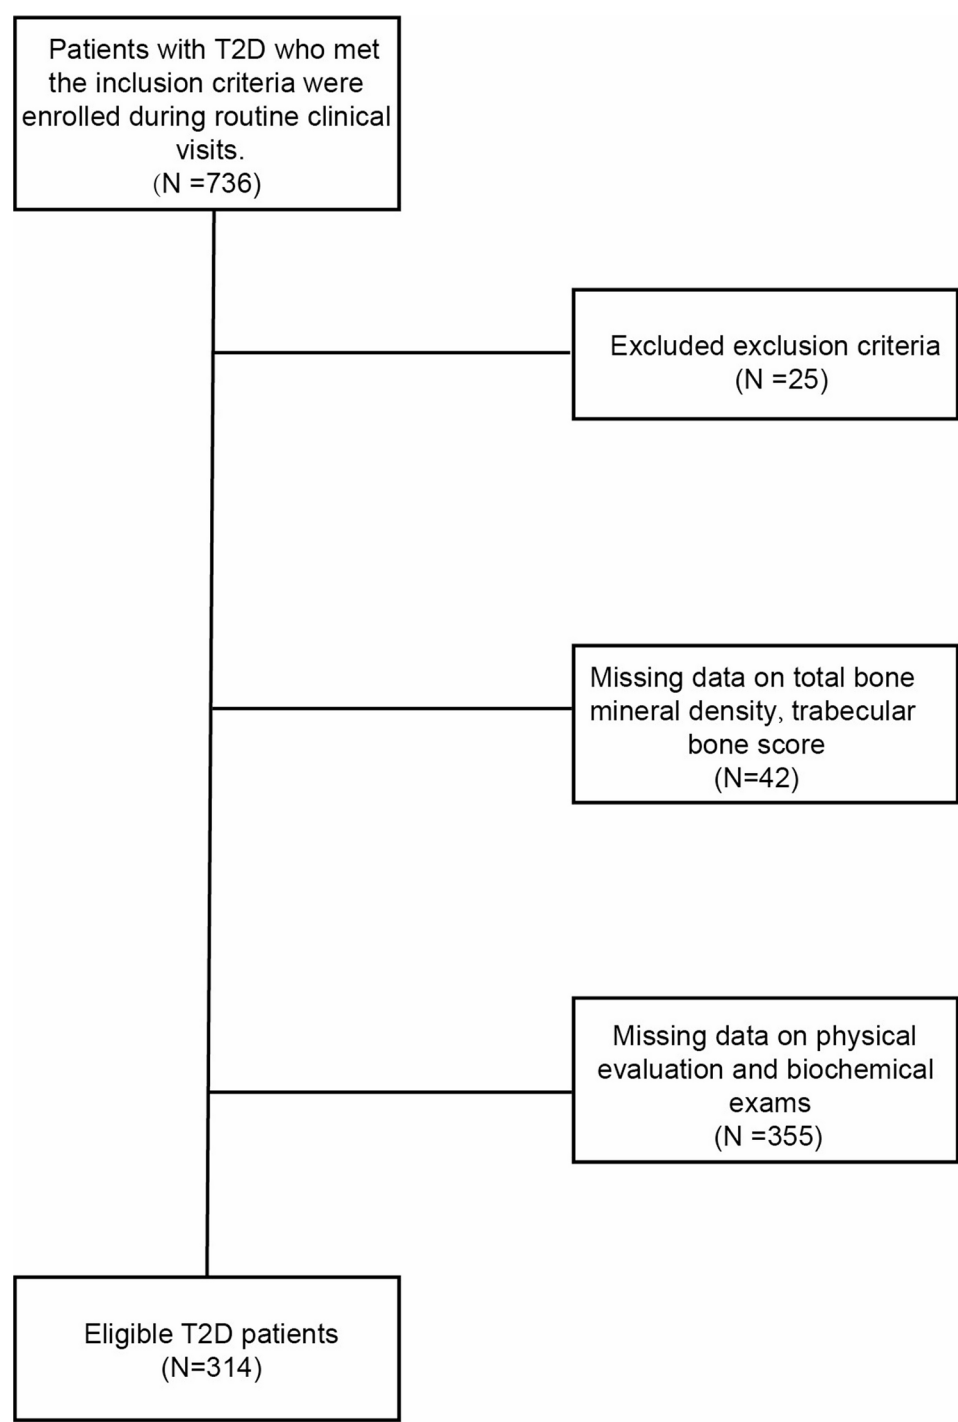 Patients with T2D who met
the inclusion criteria were
enrolled during routine clinical
visits.
(N =736)
Excluded exclusion criteria
(N =25)
Missing data on total bone
mineral density, trabecular
bone score
(N=42)
Missing data on physical
evaluation and biochemical
exams
(N =355)
Eligible T2D patients
(N=314)